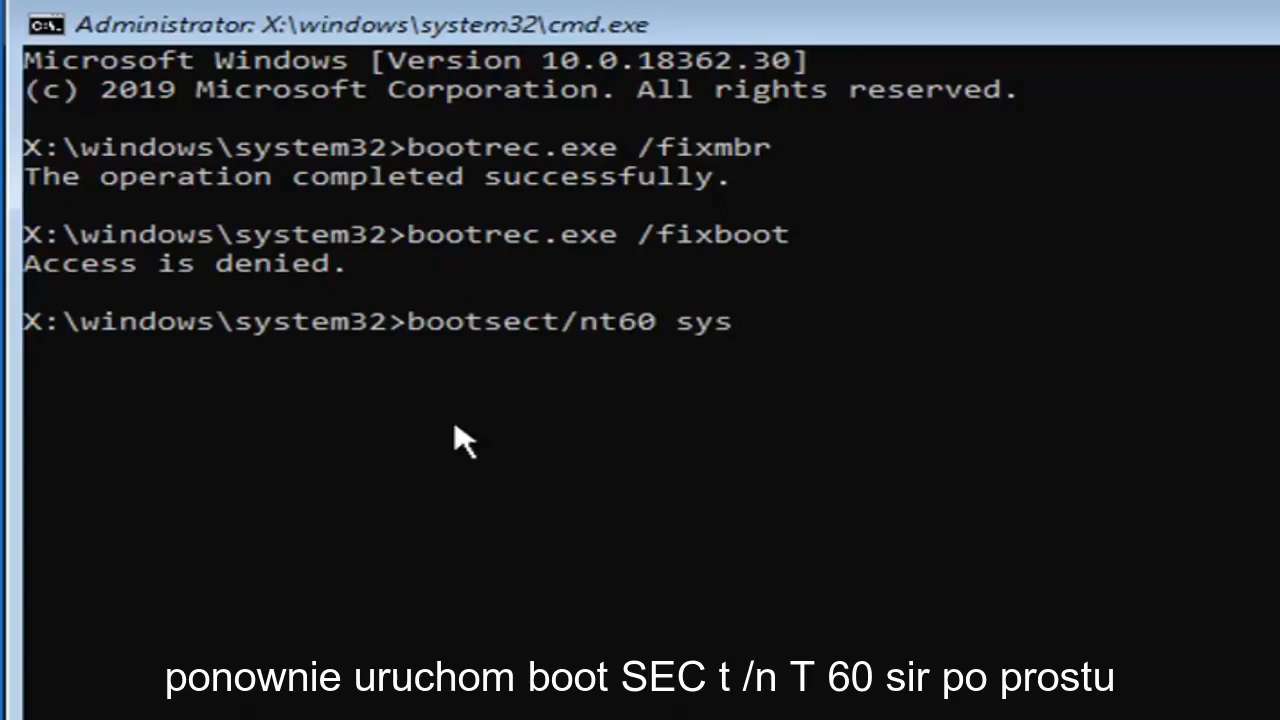 Administrator: X:\windows\system32\cmd.exe
Microsoft Windows [Version 10.0.18362.30]
(c) 2019 Microsoft Corporation. All rights reserved.
X:\windows\system32>bootrec.exe /fixmbr
The operation completed successfully.
X:\windows\system32>bootrec.exe /fixboot
Access is denied.
X:\windows\system32>bootsect/nt60 sys
ponownie uruchom boot SEC t /n T 60 sir po prostu